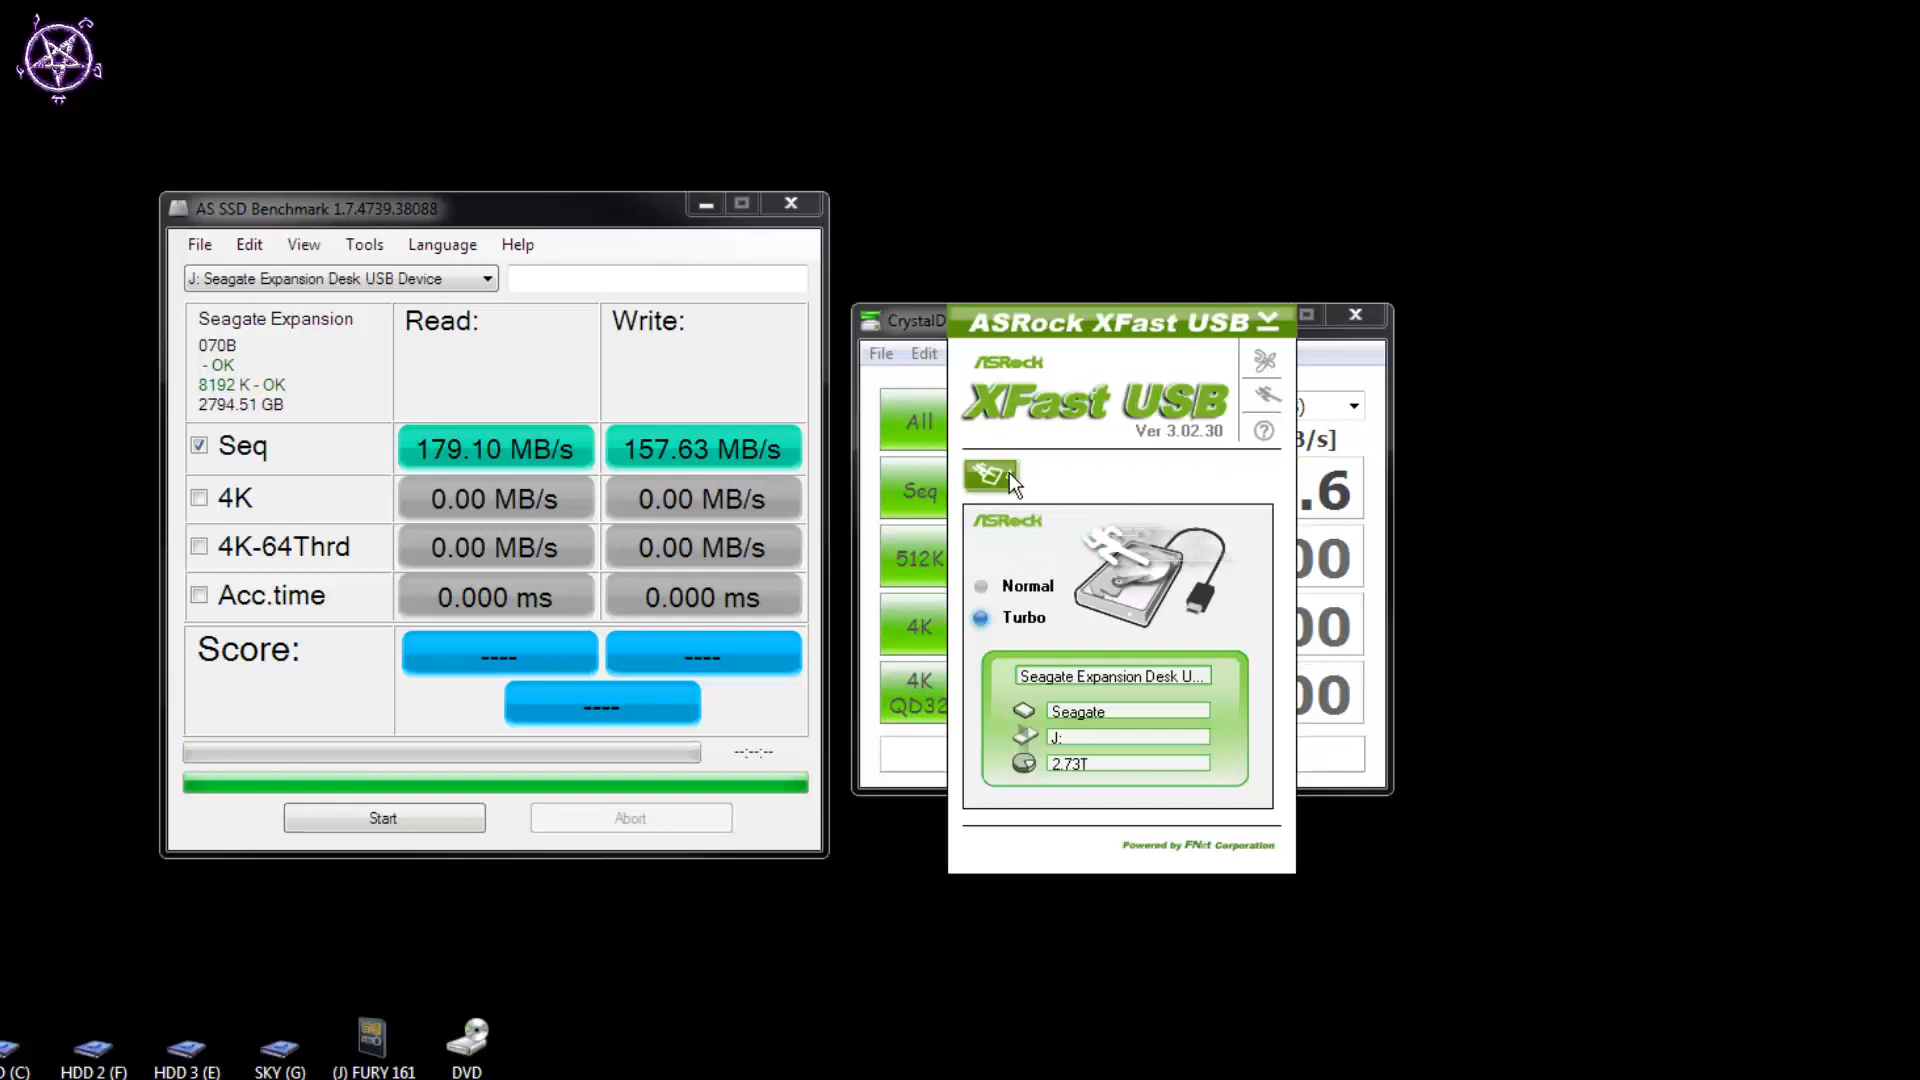 AS SSD Benchmark 1.7.4739.38088
File Edit View Tools Language Help
J: Seagate Expansion Desk USB Device
Seagate Expansion
070B
- OK
8192 K - OK
2794.51 GB
Read:
Write:
Seq
179.10 MB/s
157.63 MB/s
4K
0.00 MB/s
0.00 MB/s
4K-64Thrd
0.00 MB/s
0.00 MB/s
Acc.time
0.000 ms
0.000 ms
Score:
----
----
----
--:--:--
Start
Abort
CrystalD
File Edit
All
Seq
512K
4K
4K
QD32
)
B/s]
.6
00
00
00
ASRock XFast USB
ASRock
XFast USB
Ver 3.02.30
ASRock
Normal
Turbo
Seagate Expansion Desk U...
Seagate
J:
2.73T
Powered by FNet Corporation
(C)
HDD 2 (F)
HDD 3 (E)
SKY (G)
(J) FURY 161
DVD